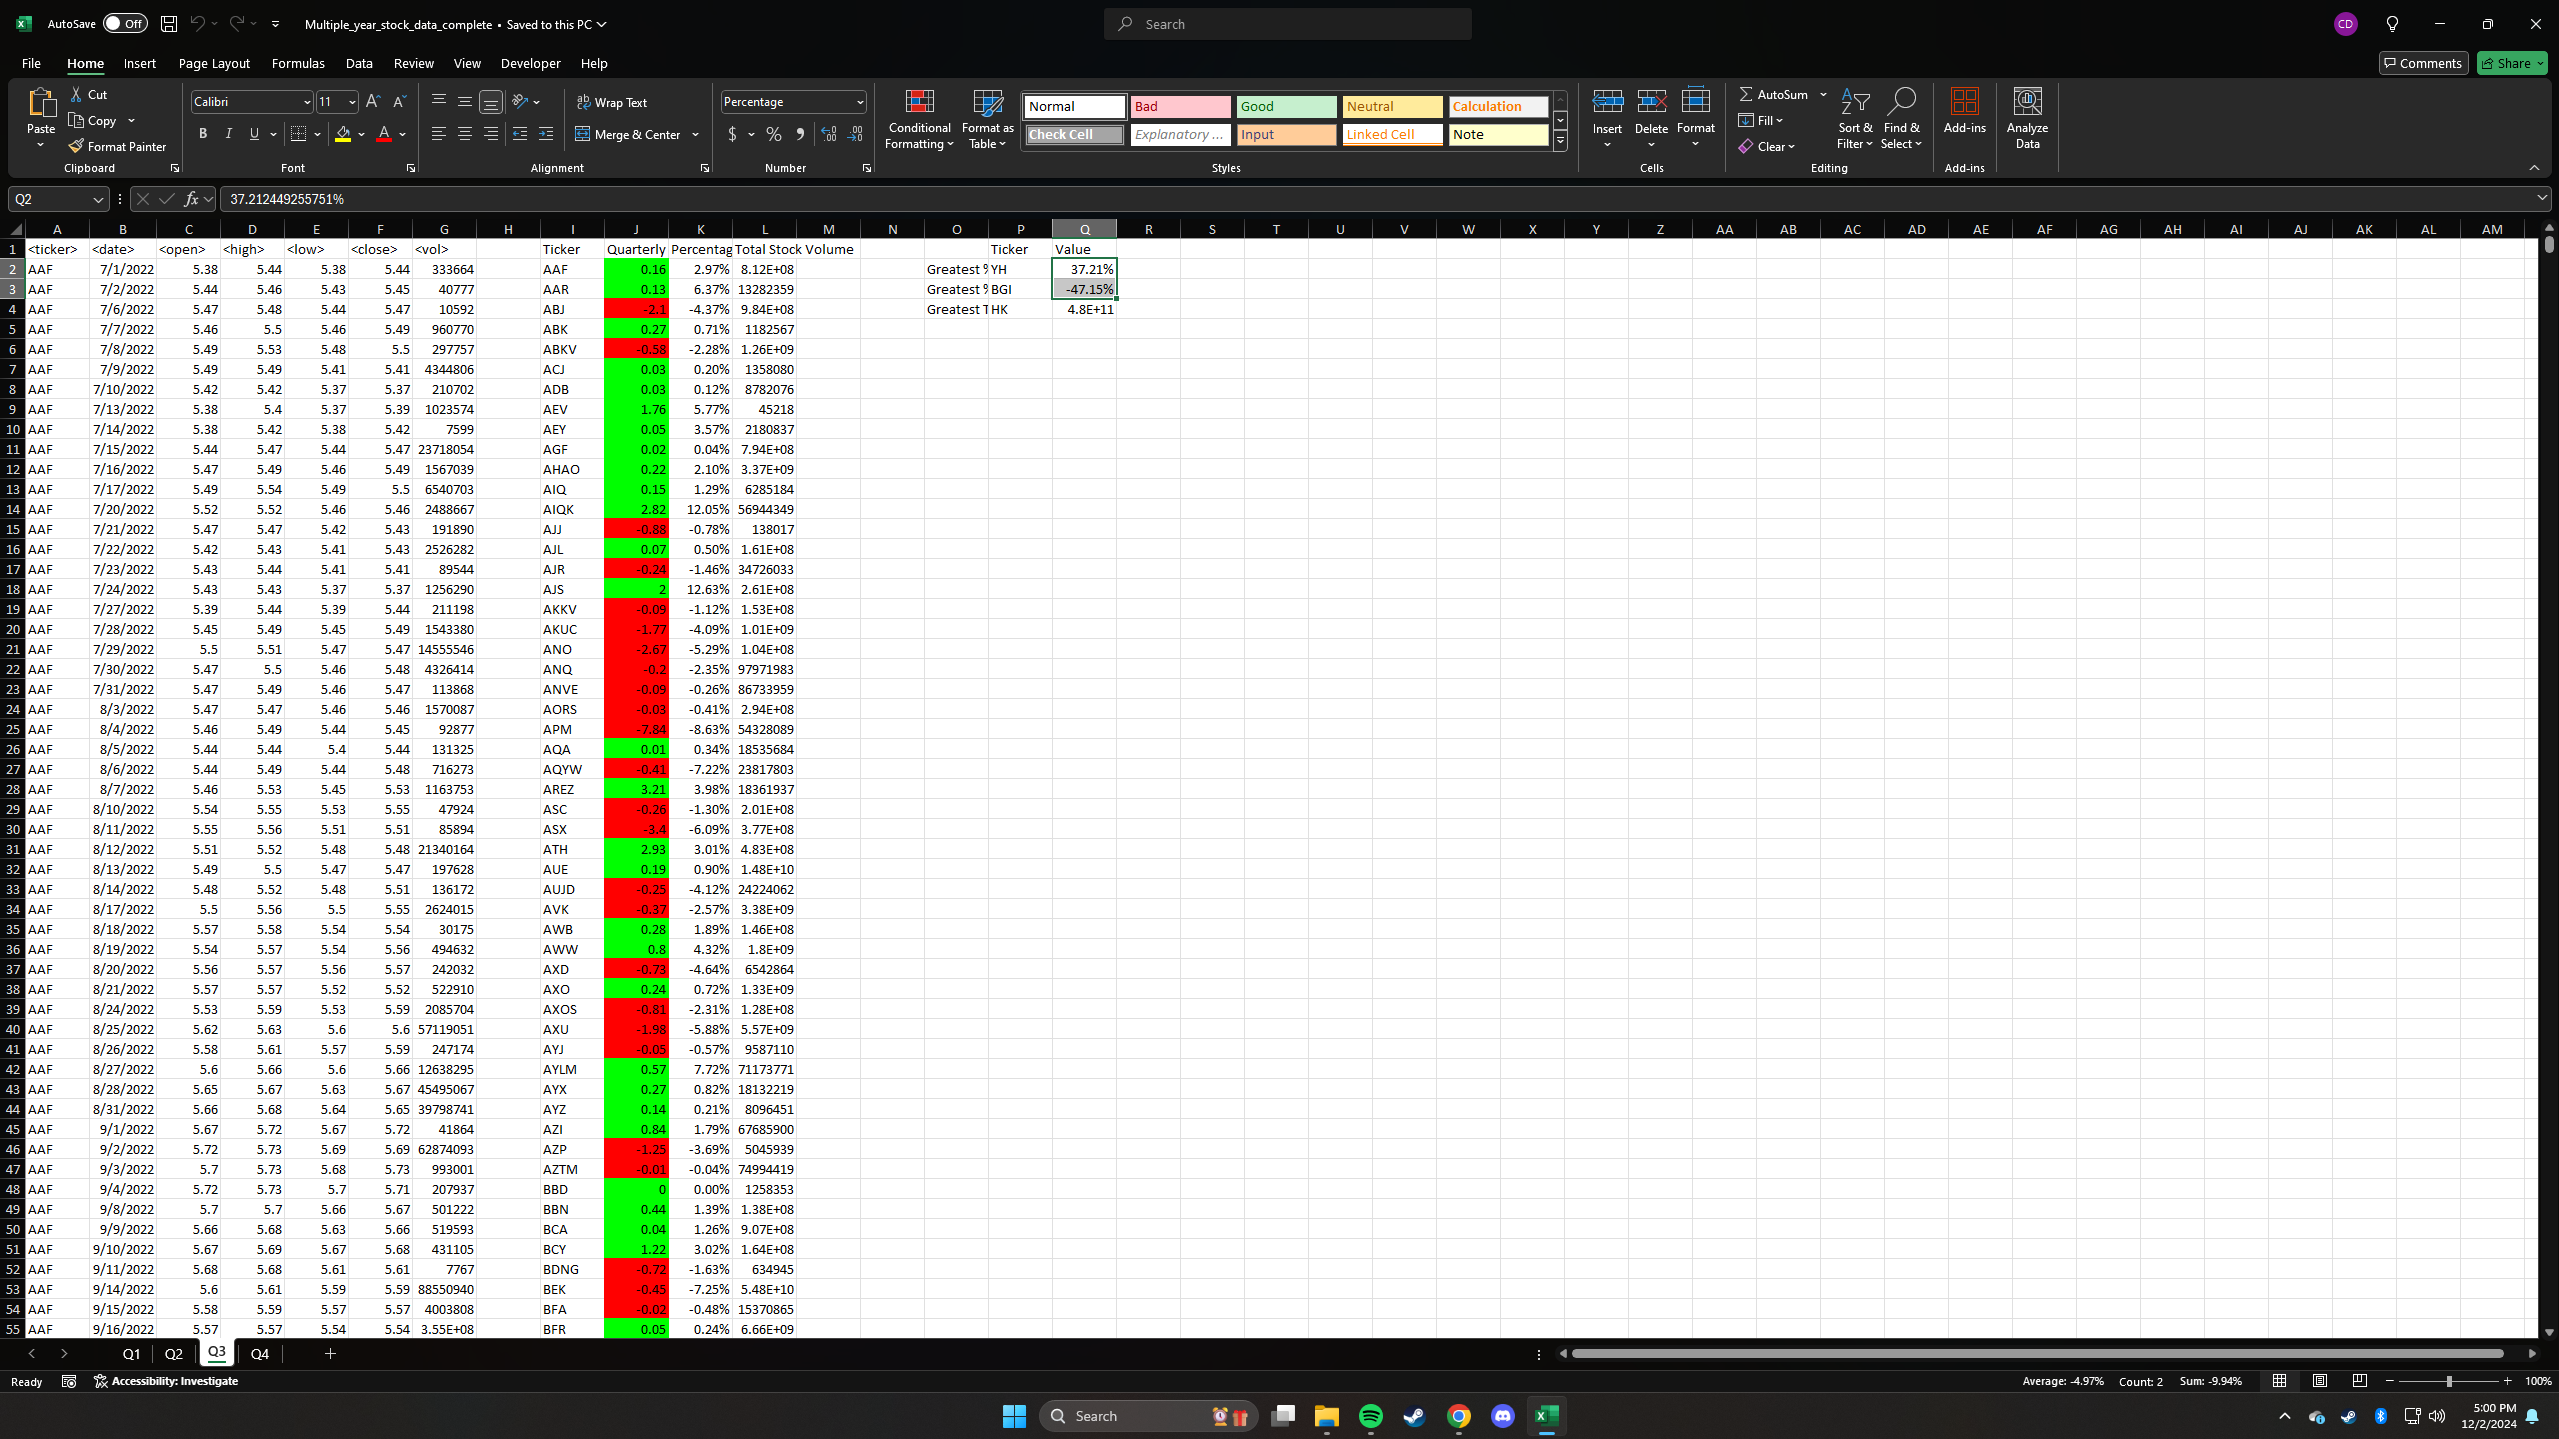 AutoSave Off Multiple_year_stock_data_complete • Saved to this PC Search CD
File Home Insert Page Layout Formulas Data Review View Developer Help Comments Share
Paste Cut Copy Format Painter Clipboard
Calibri 11 B I U A Font
Wrap Text Merge & Center Alignment
Percentage $ % Number
Conditional Formatting Format as Table
Normal Bad Good Neutral Calculation
Check Cell Explanatory ... Input Linked Cell Note
Styles
Insert Delete Format Cells
AutoSum Fill Clear Sort & Filter Find & Select Editing
Add-ins Add-ins
Analyze Data
Q2 fx 37.212449255751%
A B C D E F G H I J K L M N O P Q R S T U V W X Y Z AA AB AC AD AE AF AG AH AI AJ AK AL AM
1 <ticker> <date> <open> <high> <low> <close> <vol> Ticker Quarterly Percentag Total Stock Volume Ticker Value
2 AAF 7/1/2022 5.38 5.44 5.38 5.44 333664 AAF 0.16 2.97% 8.12E+08 Greatest % YH 37.21%
3 AAF 7/2/2022 5.44 5.46 5.43 5.45 40777 AAR 0.13 6.37% 13282359 Greatest % BGI -47.15%
4 AAF 7/6/2022 5.47 5.48 5.44 5.47 10592 ABJ -2.1 -4.37% 9.84E+08 Greatest T HK 4.8E+11
5 AAF 7/7/2022 5.46 5.5 5.46 5.49 960770 ABK 0.27 0.71% 1182567
6 AAF 7/8/2022 5.49 5.53 5.48 5.5 297757 ABKV -0.58 -2.28% 1.26E+09
7 AAF 7/9/2022 5.49 5.49 5.41 5.41 4344806 ACJ 0.03 0.20% 1358080
8 AAF 7/10/2022 5.42 5.42 5.37 5.37 210702 ADB 0.03 0.12% 8782076
9 AAF 7/13/2022 5.38 5.4 5.37 5.39 1023574 AEV 1.76 5.77% 45218
10 AAF 7/14/2022 5.38 5.42 5.38 5.42 7599 AEY 0.05 3.57% 2180837
11 AAF 7/15/2022 5.44 5.47 5.44 5.47 23718054 AGF 0.02 0.04% 7.94E+08
12 AAF 7/16/2022 5.47 5.49 5.46 5.49 1567039 AHAO 0.22 2.10% 3.37E+09
13 AAF 7/17/2022 5.49 5.54 5.49 5.5 6540703 AIQ 0.15 1.29% 6285184
14 AAF 7/20/2022 5.52 5.52 5.46 5.46 2488667 AIQK 2.82 12.05% 56944349
15 AAF 7/21/2022 5.47 5.47 5.42 5.43 191890 AJJ -0.88 -0.78% 138017
16 AAF 7/22/2022 5.42 5.43 5.41 5.43 2526282 AJL 0.07 0.50% 1.61E+08
17 AAF 7/23/2022 5.43 5.44 5.41 5.41 89544 AJR -0.24 -1.46% 34726033
18 AAF 7/24/2022 5.43 5.43 5.37 5.37 1256290 AJS 2 12.63% 2.61E+08
19 AAF 7/27/2022 5.39 5.44 5.39 5.44 211198 AKKV -0.09 -1.12% 1.53E+08
20 AAF 7/28/2022 5.45 5.49 5.45 5.49 1543380 AKUC -1.77 -4.09% 1.01E+09
21 AAF 7/29/2022 5.5 5.51 5.47 5.47 14555546 ANO -2.67 -5.29% 1.04E+08
22 AAF 7/30/2022 5.47 5.5 5.46 5.48 4326414 ANQ -0.2 -2.35% 97971983
23 AAF 7/31/2022 5.47 5.49 5.46 5.47 113868 ANVE -0.09 -0.26% 86733959
24 AAF 8/3/2022 5.47 5.47 5.46 5.46 1570087 AORS -0.03 -0.41% 2.94E+08
25 AAF 8/4/2022 5.46 5.49 5.44 5.45 92877 APM -7.84 -8.63% 54328089
26 AAF 8/5/2022 5.44 5.44 5.4 5.44 131325 AQA 0.01 0.34% 18535684
27 AAF 8/6/2022 5.44 5.49 5.44 5.48 716273 AQYW -0.41 -7.22% 23817803
28 AAF 8/7/2022 5.46 5.53 5.45 5.53 1163753 AREZ 3.21 3.98% 18361937
29 AAF 8/10/2022 5.54 5.55 5.53 5.55 47924 ASC -0.26 -1.30% 2.01E+08
30 AAF 8/11/2022 5.55 5.56 5.51 5.51 85894 ASX -3.4 -6.09% 3.77E+08
31 AAF 8/12/2022 5.51 5.52 5.48 5.48 21340164 ATH 2.93 3.01% 4.83E+08
32 AAF 8/13/2022 5.49 5.5 5.47 5.47 197628 AUE 0.19 0.90% 1.48E+10
33 AAF 8/14/2022 5.48 5.52 5.48 5.51 136172 AUJD -0.25 -4.12% 24224062
34 AAF 8/17/2022 5.5 5.56 5.5 5.55 2624015 AVK -0.37 -2.57% 3.38E+09
35 AAF 8/18/2022 5.57 5.58 5.54 5.54 30175 AWB 0.28 1.89% 1.46E+08
36 AAF 8/19/2022 5.54 5.57 5.54 5.56 494632 AWW 0.8 4.32% 1.8E+09
37 AAF 8/20/2022 5.56 5.57 5.56 5.57 242032 AXD -0.73 -4.64% 6542864
38 AAF 8/21/2022 5.57 5.57 5.52 5.52 522910 AXO 0.24 0.72% 1.33E+09
39 AAF 8/24/2022 5.53 5.59 5.53 5.59 2085704 AXOS -0.81 -2.31% 1.28E+08
40 AAF 8/25/2022 5.62 5.63 5.6 5.6 57119051 AXU -1.98 -5.88% 5.57E+09
41 AAF 8/26/2022 5.58 5.61 5.57 5.59 247174 AYJ -0.05 -0.57% 9587110
42 AAF 8/27/2022 5.6 5.66 5.6 5.66 12638295 AYLM 0.57 7.72% 71173771
43 AAF 8/28/2022 5.65 5.67 5.63 5.67 45495067 AYX 0.27 0.82% 18132219
44 AAF 8/31/2022 5.66 5.68 5.64 5.65 39798741 AYZ 0.14 0.21% 8096451
45 AAF 9/1/2022 5.67 5.72 5.67 5.72 41864 AZI 0.84 1.79% 67685900
46 AAF 9/2/2022 5.72 5.73 5.69 5.69 62874093 AZP -1.25 -3.69% 5045939
47 AAF 9/3/2022 5.7 5.73 5.68 5.73 993001 AZTM -0.01 -0.04% 74994419
48 AAF 9/4/2022 5.72 5.73 5.7 5.71 207937 BBD 0 0.00% 1258353
49 AAF 9/8/2022 5.7 5.7 5.66 5.67 501222 BBN 0.44 1.39% 1.38E+08
50 AAF 9/9/2022 5.66 5.68 5.63 5.66 519593 BCA 0.04 1.26% 9.07E+08
51 AAF 9/10/2022 5.67 5.69 5.67 5.68 431105 BCY 1.22 3.02% 1.64E+08
52 AAF 9/11/2022 5.68 5.68 5.61 5.61 7767 BDNG -0.72 -1.63% 634945
53 AAF 9/14/2022 5.6 5.61 5.59 5.59 88550940 BEK -0.45 -7.25% 5.48E+10
54 AAF 9/15/2022 5.58 5.59 5.57 5.57 4003808 BFA -0.02 -0.48% 15370865
55 AAF 9/16/2022 5.57 5.57 5.54 5.54 3.55E+08 BFR 0.05 0.24% 6.66E+09
Q1 Q2 Q3 Q4
Ready Accessibility: Investigate Average: -4.97% Count: 2 Sum: -9.94% 100%
Search 5:00 PM
12/2/2024